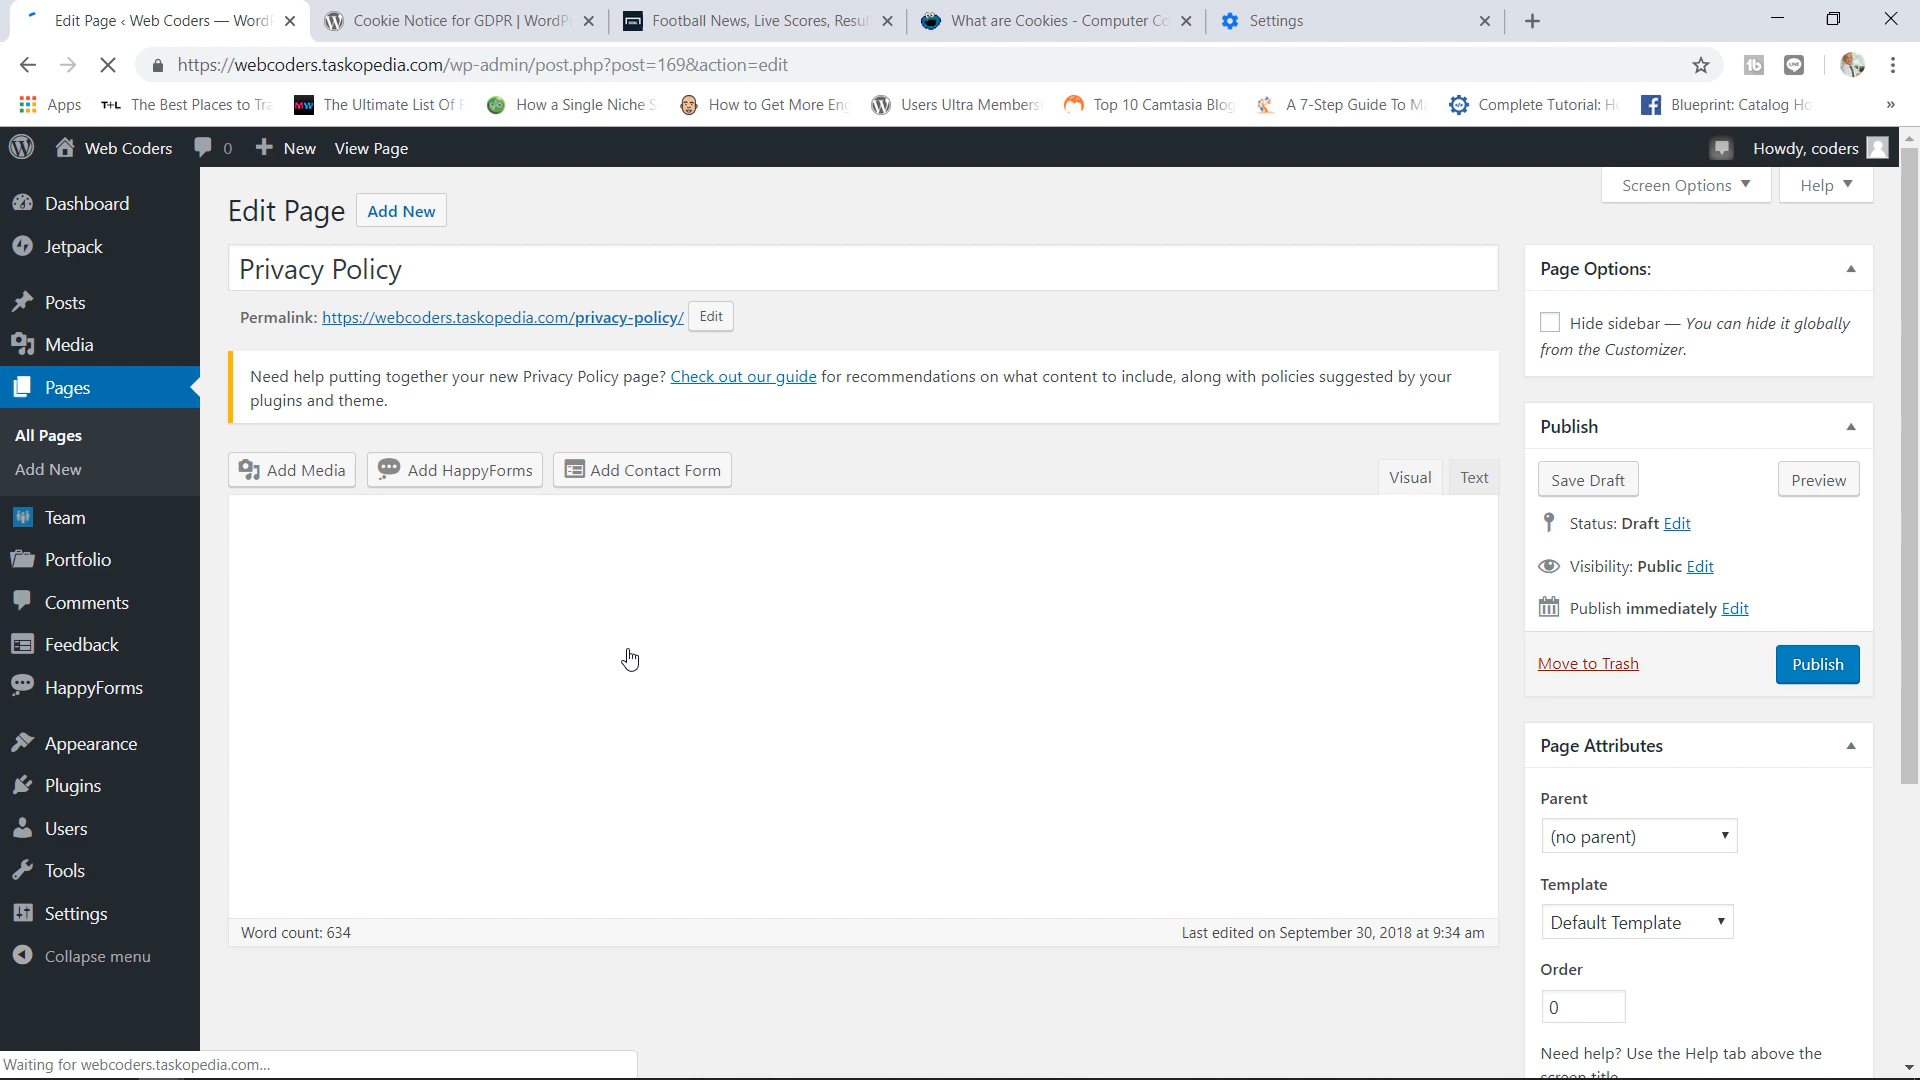 Edit Page ‹ Web Coders — WordP
Cookie Notice for GDPR | WordPr
Football News, Live Scores, Resul
What are Cookies - Computer Co
Settings
https://webcoders.taskopedia.com/wp-admin/post.php?post=169&action=edit
Apps
T+L The Best Places to Tra
MW The Ultimate List Of F
How a Single Niche S
How to Get More Eng
Users Ultra Members
Top 10 Camtasia Blog
A 7-Step Guide To M
Complete Tutorial: Ho
Blueprint: Catalog Ho
»
Web Coders
0
New
View Page
Howdy, coders
Screen Options
Help
Dashboard
Jetpack
Posts
Media
Pages
All Pages
Add New
Team
Portfolio
Comments
Feedback
HappyForms
Appearance
Plugins
Users
Tools
Settings
Collapse menu
Edit Page
Add New
Privacy Policy
Permalink: https://webcoders.taskopedia.com/privacy-policy/ Edit
Need help putting together your new Privacy Policy page? Check out our guide for recommendations on what content to include, along with policies suggested by your
plugins and theme.
Add Media
Add HappyForms
Add Contact Form
Visual
Text
Word count: 634
Last edited on September 30, 2018 at 9:34 am
Page Options:
Hide sidebar — You can hide it globally
from the Customizer.
Publish
Save Draft
Preview
Status: Draft Edit
Visibility: Public Edit
Publish immediately Edit
Move to Trash
Publish
Page Attributes
Parent
(no parent)
Template
Default Template
Order
0
Need help? Use the Help tab above the
screen title.
Waiting for webcoders.taskopedia.com...